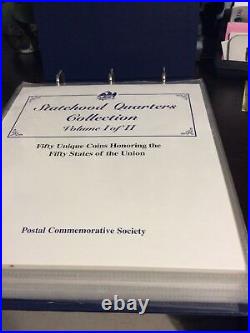 Statehood Quarters
Collection
Volume I of II
Fifty Unique Coins Honoring the
Fifty States of the Union
Postal Commemorative Society